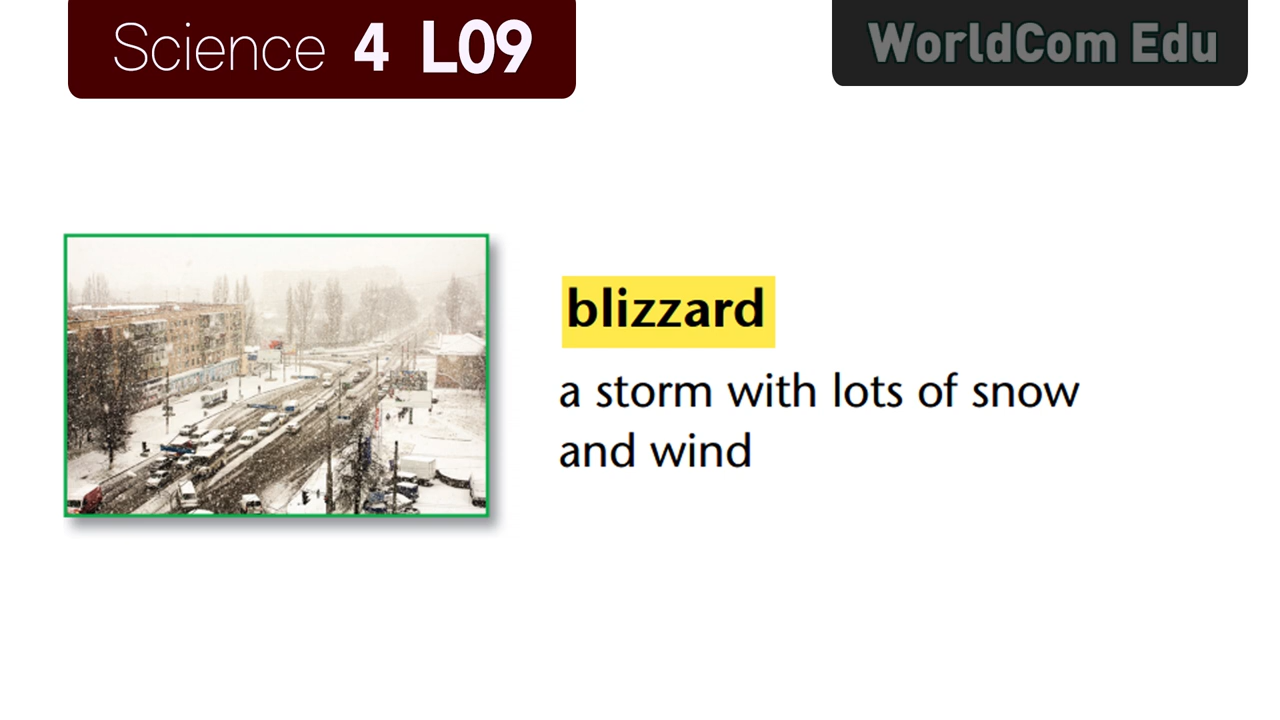 Science 4 L09
WorldCom Edu
blizzard
a storm with lots of snow
and wind